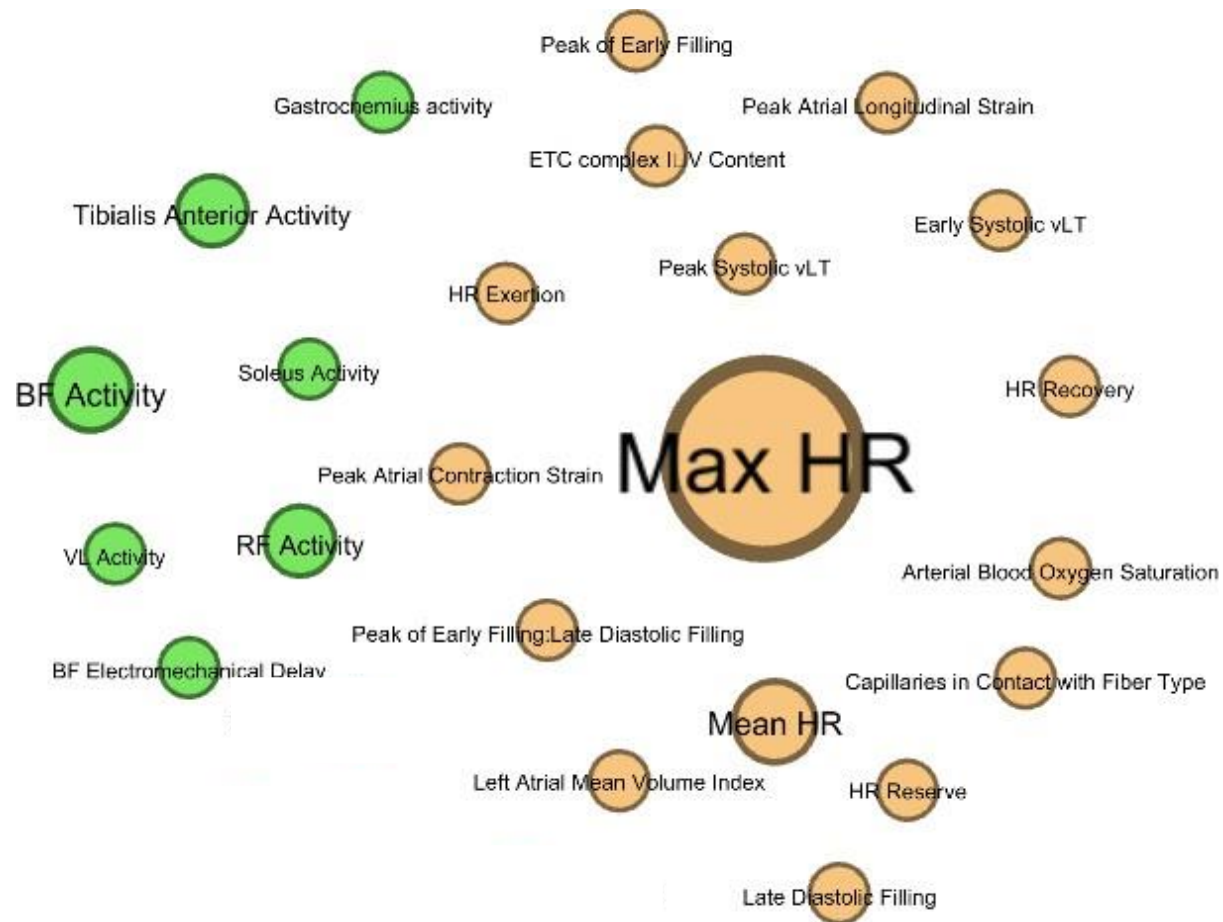 Peak of Early Filling
Gastrochemius activity
Peak Atrial Longitudinal Strain
ETC complex I, V Content
Tibialis Anterior Activity
Early Systolic vLT
Peak Systolic vLT
HR Exertion
Soleus Activity
BF Activity
HR Recovery
Max HR
Peak Atrial Contraction Strain
RF Activity
VL Activity
Arterial Blood Oxygen Saturation
Peak of Early Filling:Late Diastolic Filling
BF Electromechanical Delay
Capillaries in Contact with Fiber Type
Mean HR
Left Atrial Mean Volume Index
HR Reserve
Late Diastolic Filling